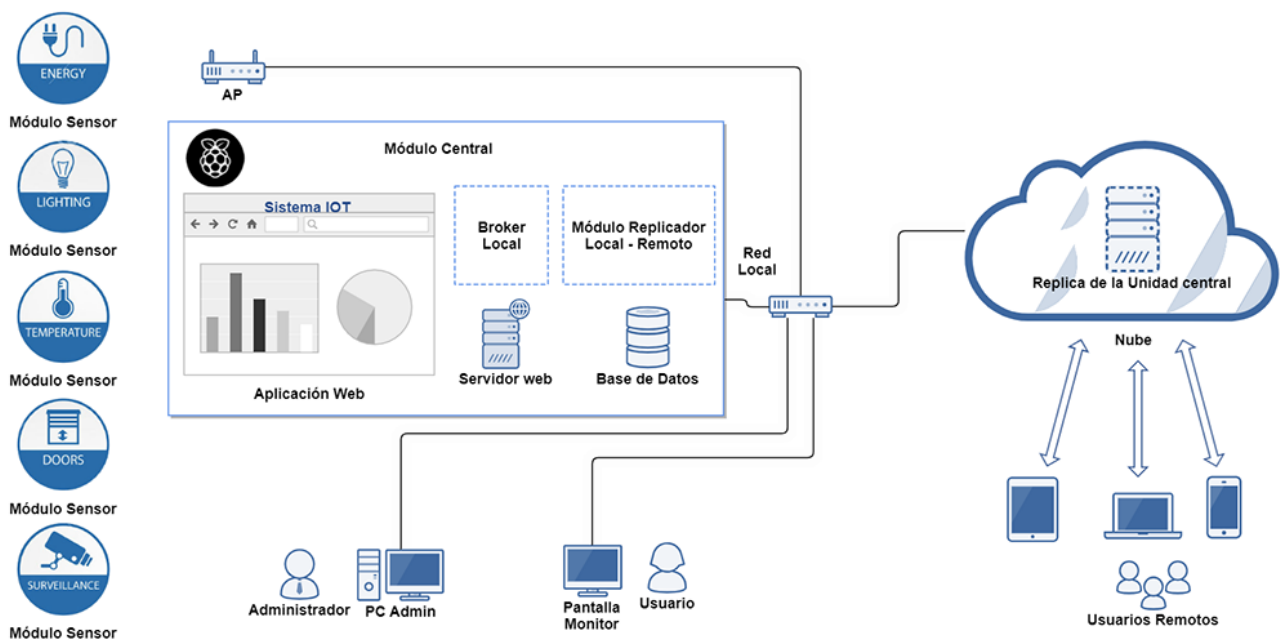 ENERGY
Módulo Sensor
LIGHTING
Módulo Sensor
TEMPERATURE
Módulo Sensor
DOORS
Módulo Sensor
SURVEILLANCE
Módulo Sensor
AP
Módulo Central
Sistema IOT
Aplicación Web
Broker
Local
Módulo Replicador
Local - Remoto
Servidor web
Base de Datos
Red
Local
Administrador
PC Admin
Pantalla
Monitor
Usuario
Replica de la Unidad central
Nube
Usuarios Remotos